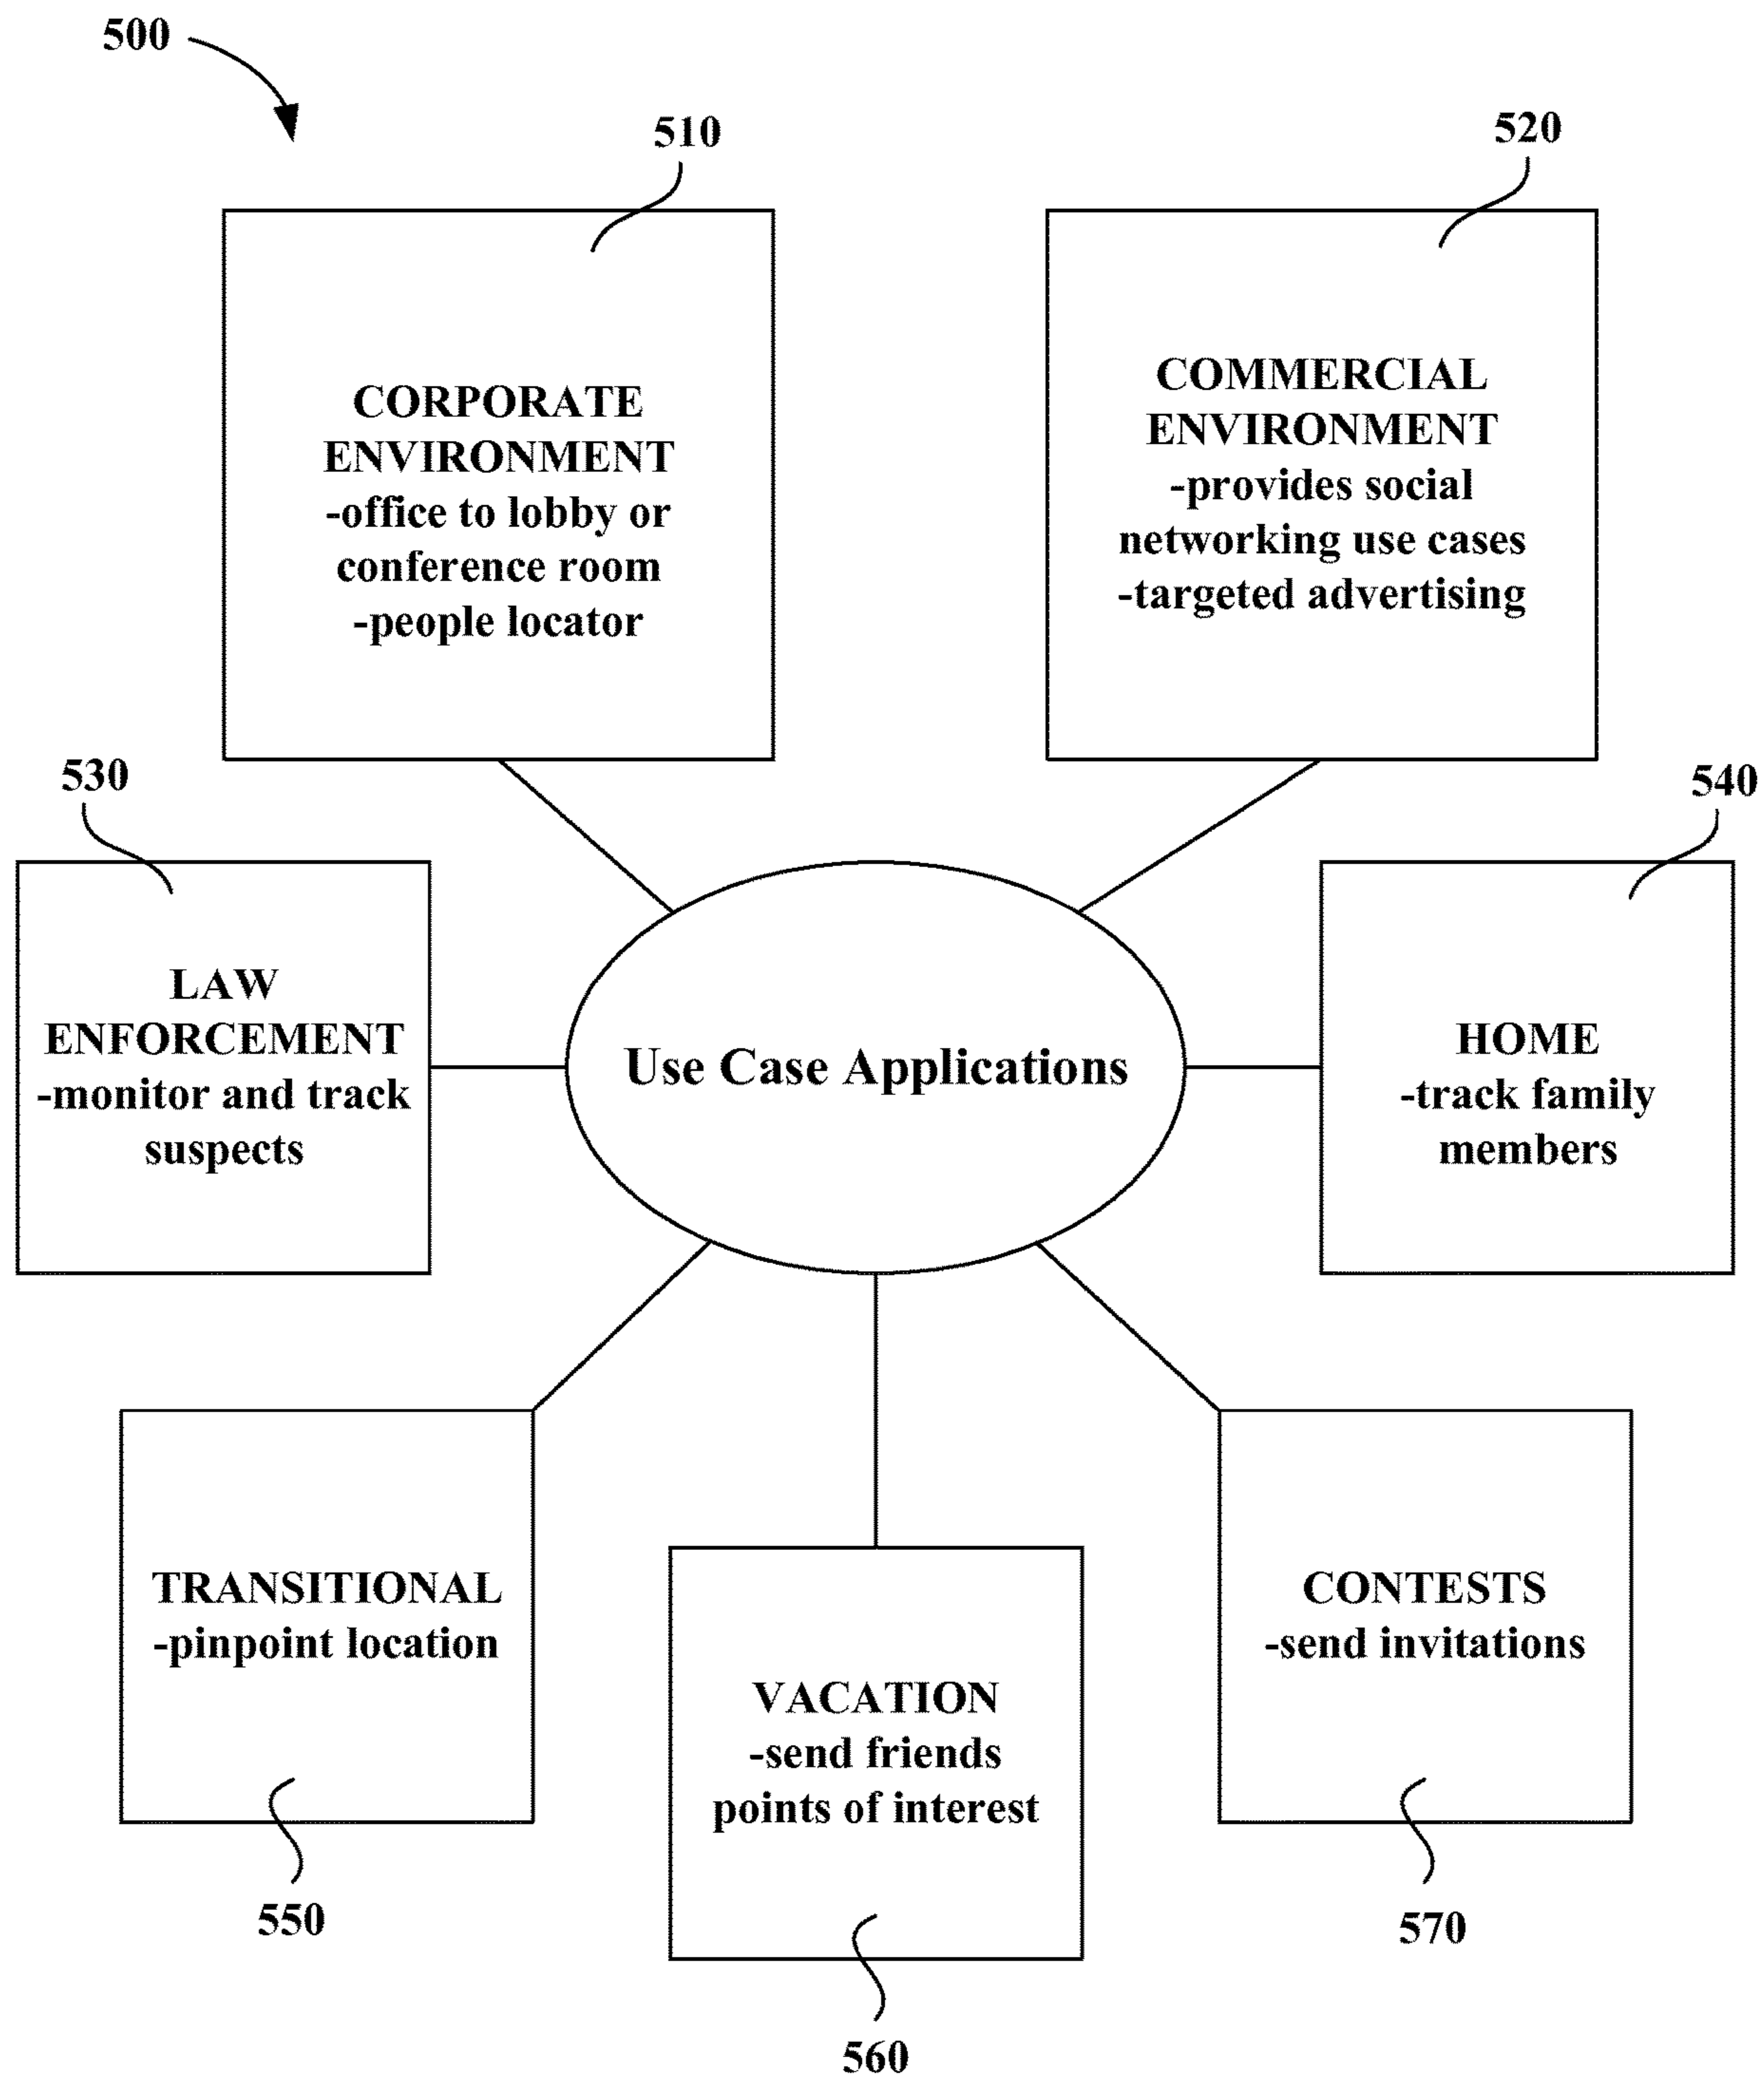 500
510
520
CORPORATE
ENVIRONMENT
-office to lobby or
conference room
-people locator
COMMERCIAL
ENVIRONMENT
-provides social
networking use cases
-targeted advertising
530
540
LAW
ENFORCEMENT
-monitor and track
suspects
Use Case Applications
HOME
-track family
members
TRANSITIONAL
-pinpoint location
VACATION
-send friends
points of interest
CONTESTS
-send invitations
550
560
570